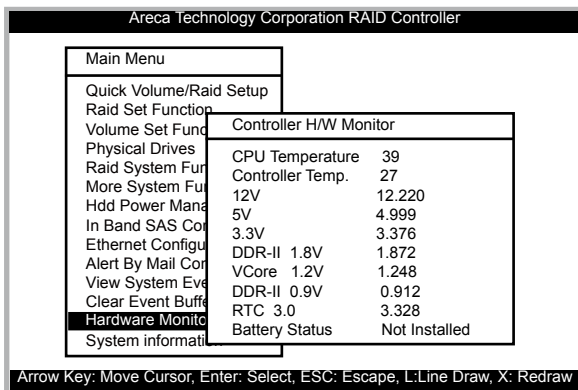 Areca Technology Corporation RAID Controller
Main Menu
Quick Volume/Raid Setup
Raid Set Function
Volume Set Func
Physical Drives
Raid System Fun
More System Fu
Hdd Power Mana
In Band SAS Co
Ethernet Configu
Alert By Mail Con
View System Eve
Clear Event Buffe
Hardware Monito
System information
Controller H/W Monitor
CPU Temperature 39
Controller Temp. 27
12V 12.220
5V 4.999
3.3V 3.376
DDR-II 1.8V 1.872
VCore 1.2V 1.248
DDR-II 0.9V 0.912
RTC 3.0 3.328
Battery Status Not Installed
Arrow Key: Move Cursor, Enter: Select, ESC: Escape, L:Line Draw, X: Redraw